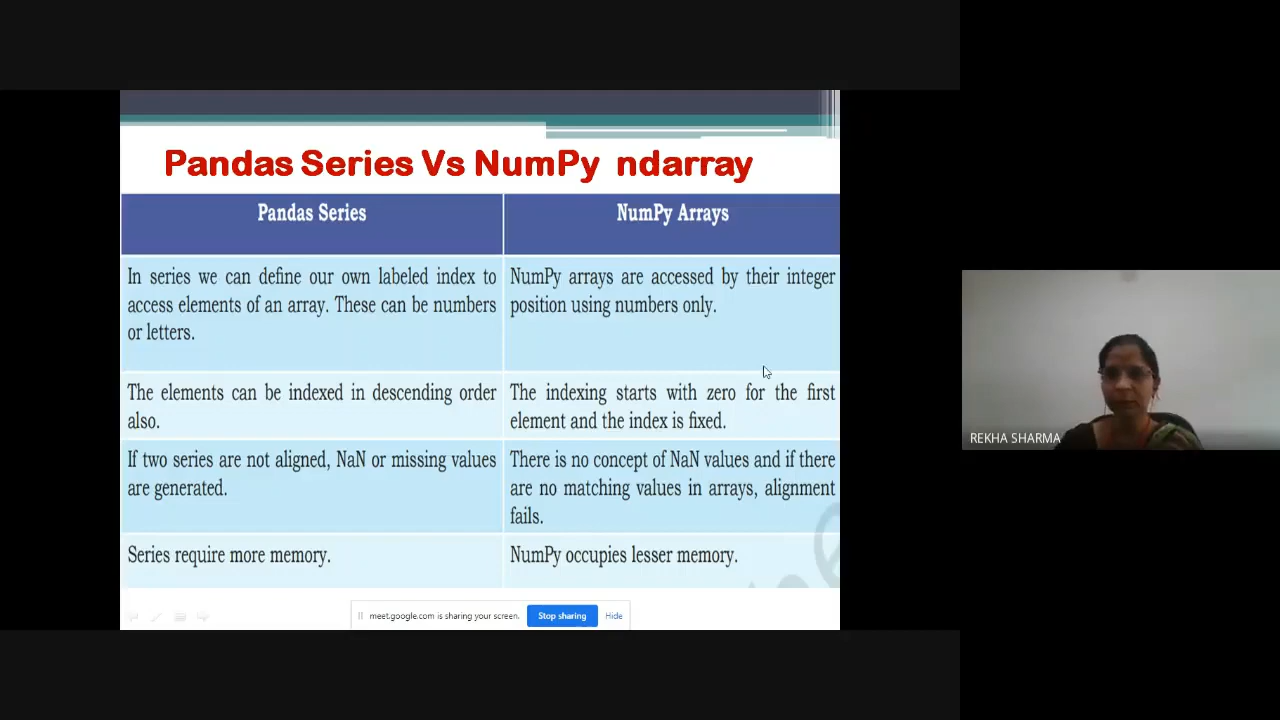 Pandas Series Vs NumPy ndarray
Pandas Series
NumPy Arrays
In series we can define our own labeled index to
access elements of an array. These can be numbers
or letters.
NumPy arrays are accessed by their integer
position using numbers only.
The elements can be indexed in descending order
also.
The indexing starts with zero for the first
element and the index is fixed.
If two series are not aligned, NaN or missing values
are generated.
There is no concept of NaN values and if there
are no matching values in arrays, alignment
fails.
Series require more memory.
NumPy occupies lesser memory.
meet.google.com is sharing your screen.
Stop sharing
Hide
REKHA SHARMA